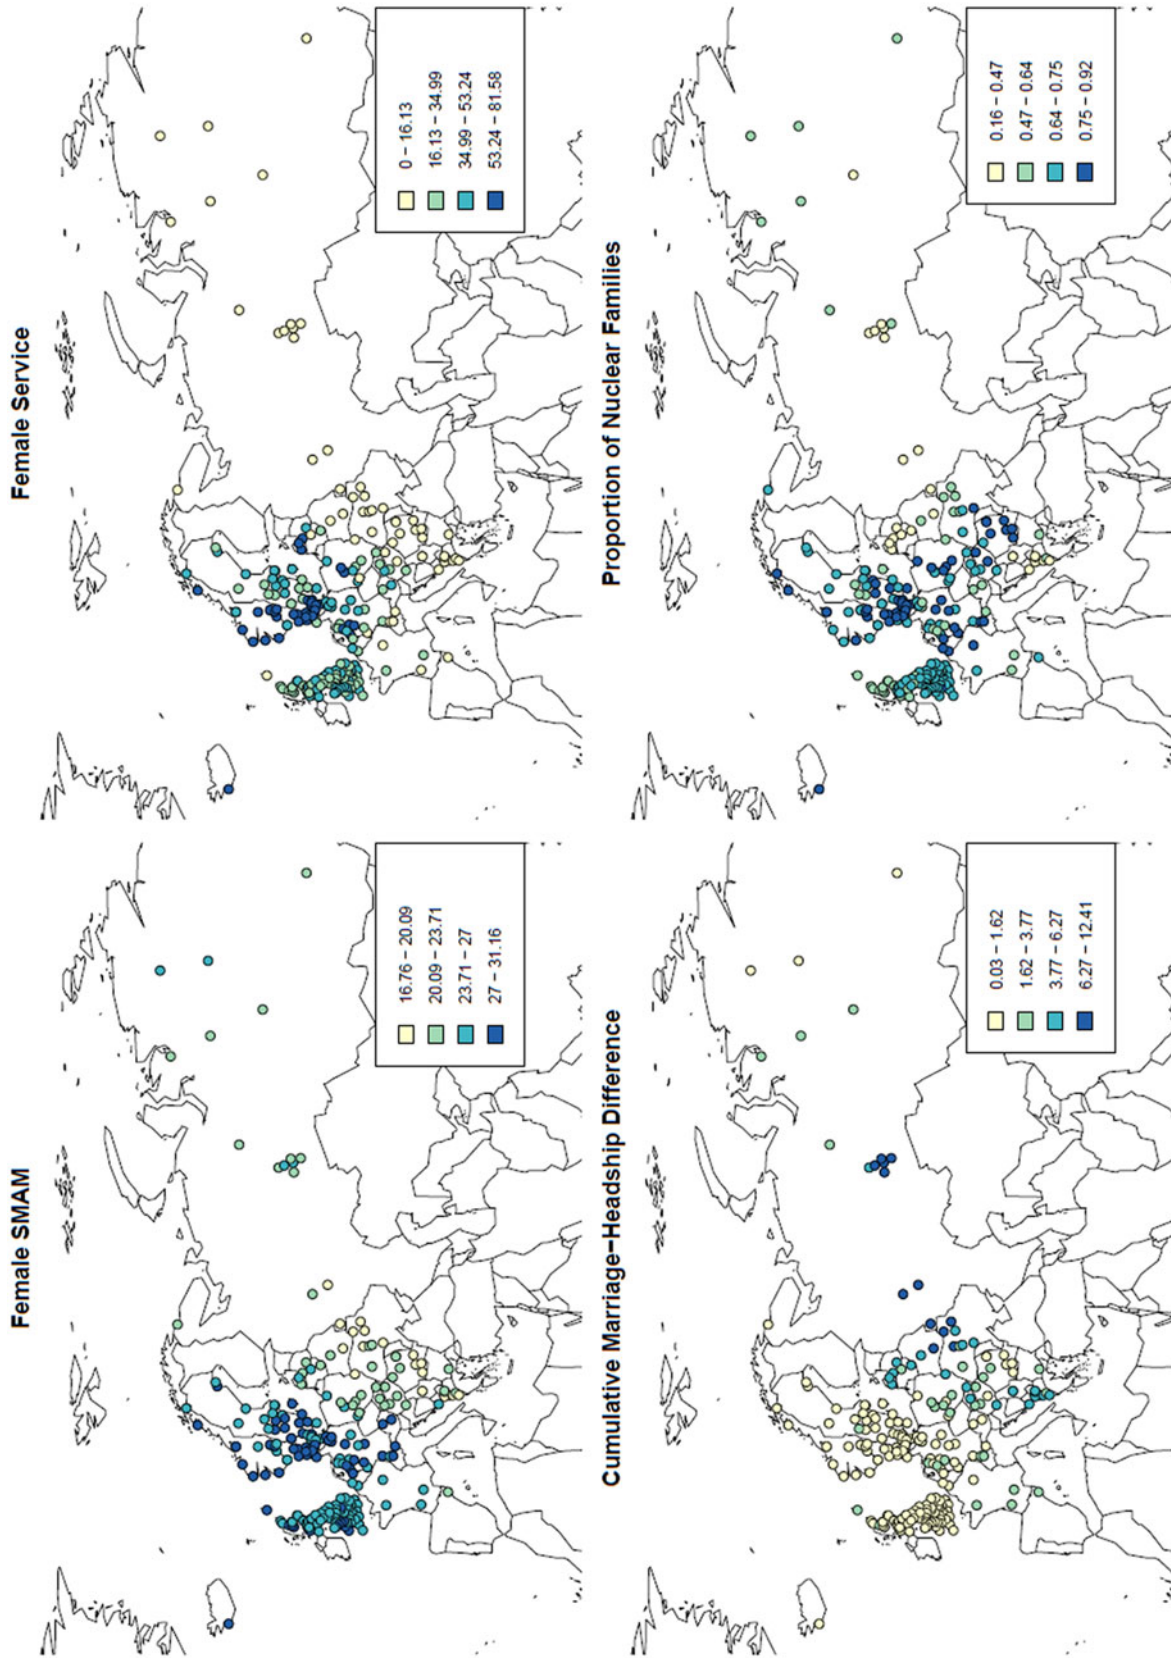 Female SMAM
16.76 – 20.09
20.09 – 23.71
23.71 – 27
27 – 31.16
Female Service
0 – 16.13
16.13 – 34.99
34.99 – 53.24
53.24 – 81.58
Cumulative Marriage–Headship Difference
0.03 – 1.62
1.62 – 3.77
3.77 – 6.27
6.27 – 12.41
Proportion of Nuclear Families
0.16 – 0.47
0.47 – 0.64
0.64 – 0.75
0.75 – 0.92